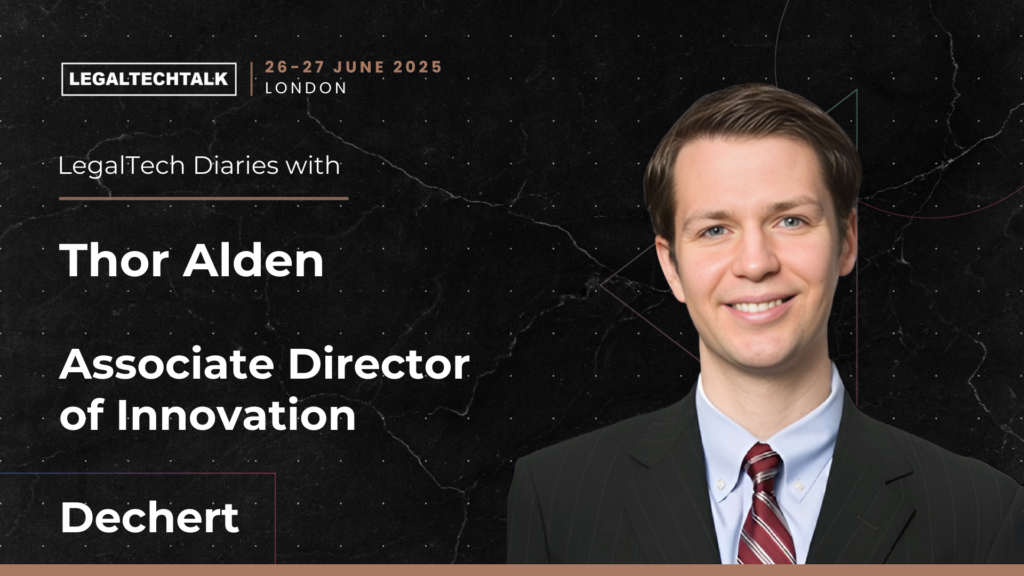 LEGALTECHTALK
26-27 JUNE 2025
LONDON
LegalTech Diaries with
Thor Alden
Associate Director
of Innovation
Dechert